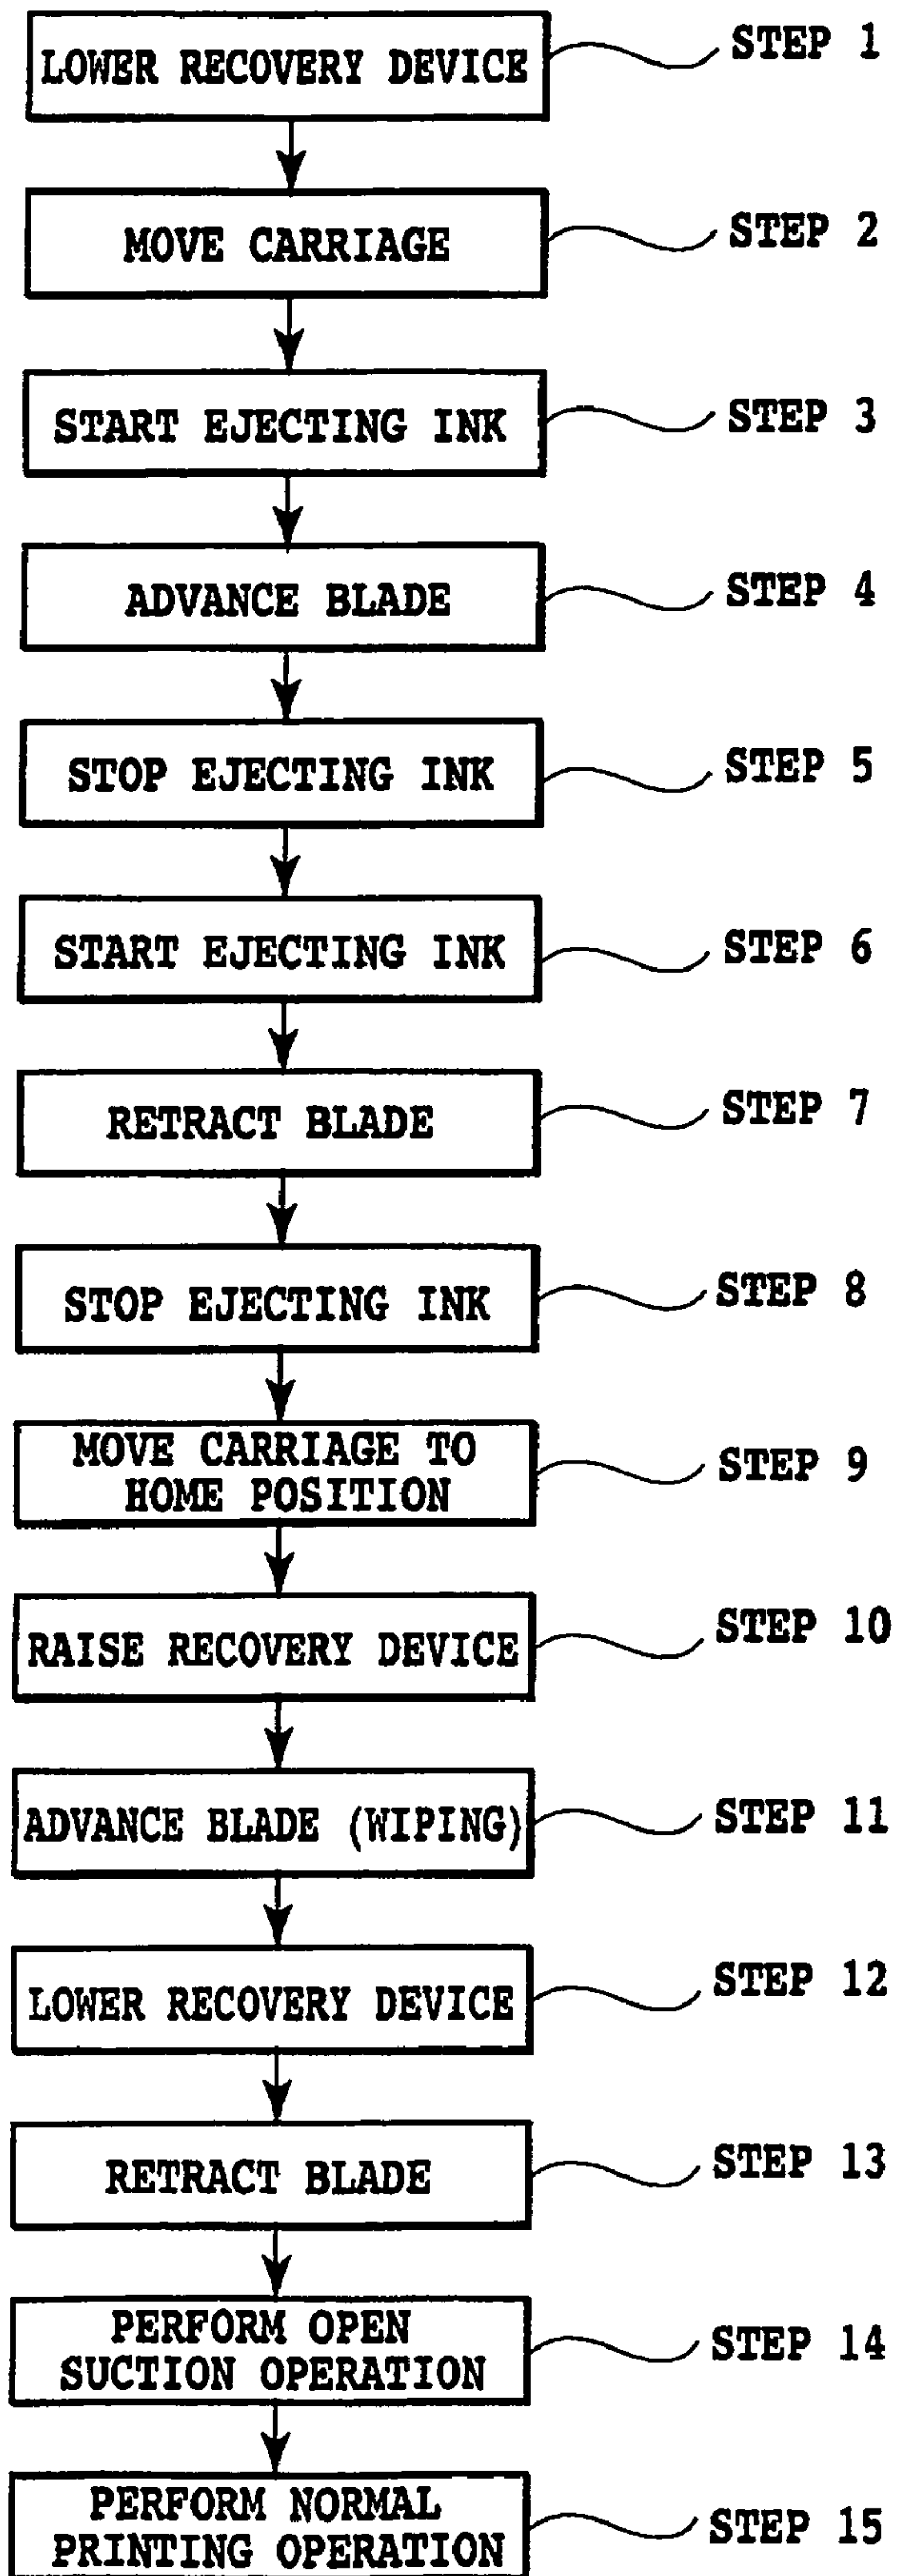 LOWER RECOVERY DEVICE
STEP 1
MOVE CARRIAGE
STEP 2
START EJECTING INK
STEP 3
ADVANCE BLADE
STEP 4
STOP EJECTING INK
STEP 5
START EJECTING INK
STEP 6
RETRACT BLADE
STEP 7
STOP EJECTING INK
STEP 8
MOVE CARRIAGE TO
HOME POSITION
STEP 9
RAISE RECOVERY DEVICE
STEP 10
ADVANCE BLADE (WIPING)
STEP 11
LOWER RECOVERY DEVICE
STEP 12
RETRACT BLADE
STEP 13
PERFORM OPEN
SUCTION OPERATION
STEP 14
PERFORM NORMAL
PRINTING OPERATION
STEP 15